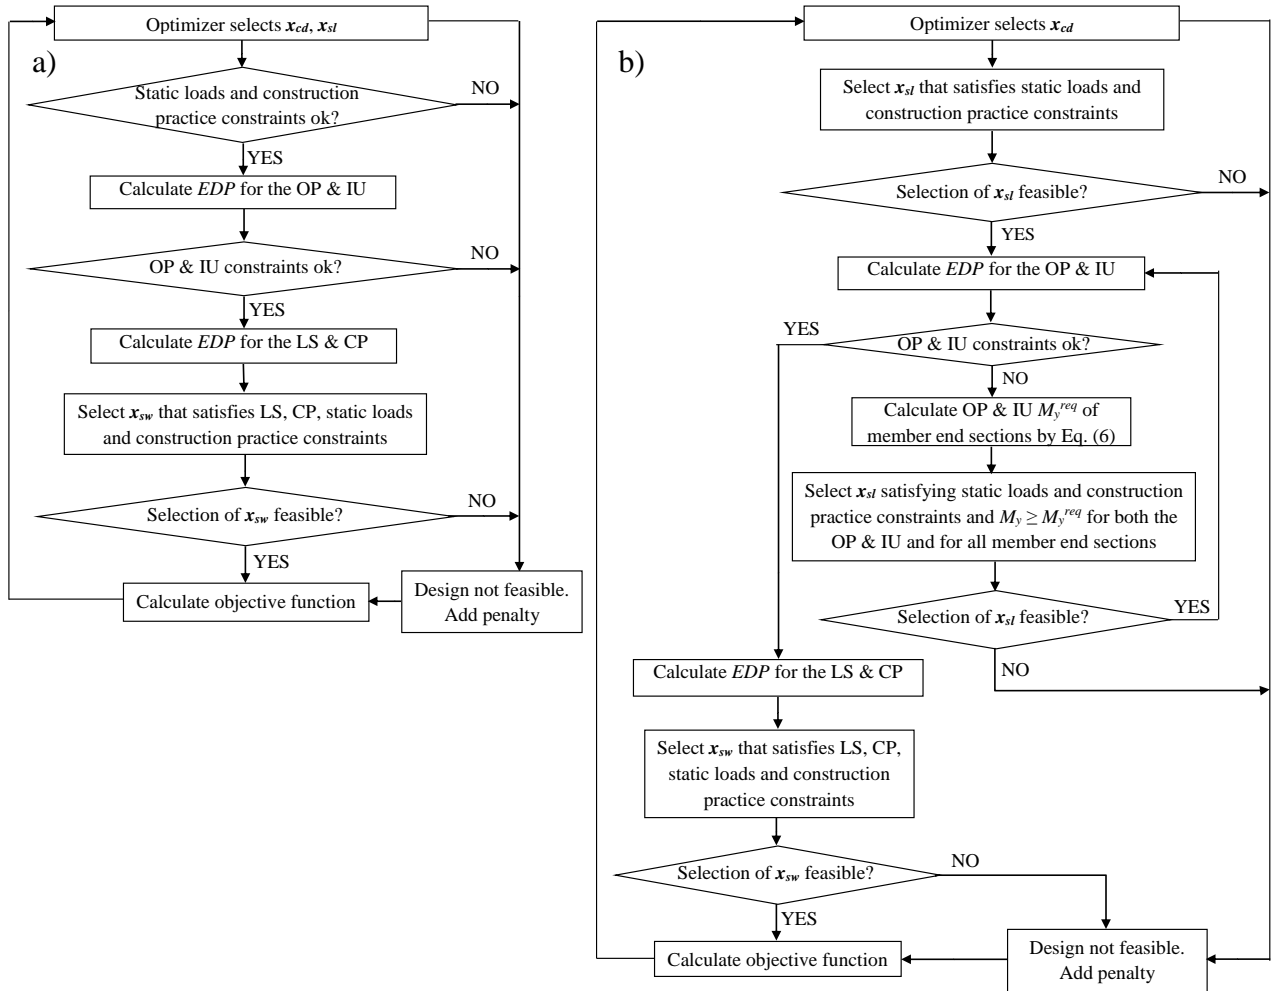 a)
Optimizer selects x_cd, x_sl
Static loads and construction
practice constraints ok?
NO
YES
Calculate EDP for the OP & IU
OP & IU constraints ok?
NO
YES
Calculate EDP for the LS & CP
Select x_sw that satisfies LS, CP, static loads
and construction practice constraints
Selection of x_sw feasible?
NO
YES
Calculate objective function
Design not feasible.
Add penalty
b)
Optimizer selects x_cd
Select x_sl that satisfies static loads and
construction practice constraints
Selection of x_sl feasible?
NO
YES
Calculate EDP for the OP & IU
OP & IU constraints ok?
YES
NO
Calculate OP & IU M_y^req of
member end sections by Eq. (6)
Select x_sl satisfying static loads and construction
practice constraints and M_y ≥ M_y^req for both the
OP & IU and for all member end sections
Selection of x_sl feasible?
YES
NO
Calculate EDP for the LS & CP
Select x_sw that satisfies LS, CP,
static loads and construction
practice constraints
Selection of x_sw feasible?
NO
YES
Calculate objective function
Design not feasible.
Add penalty